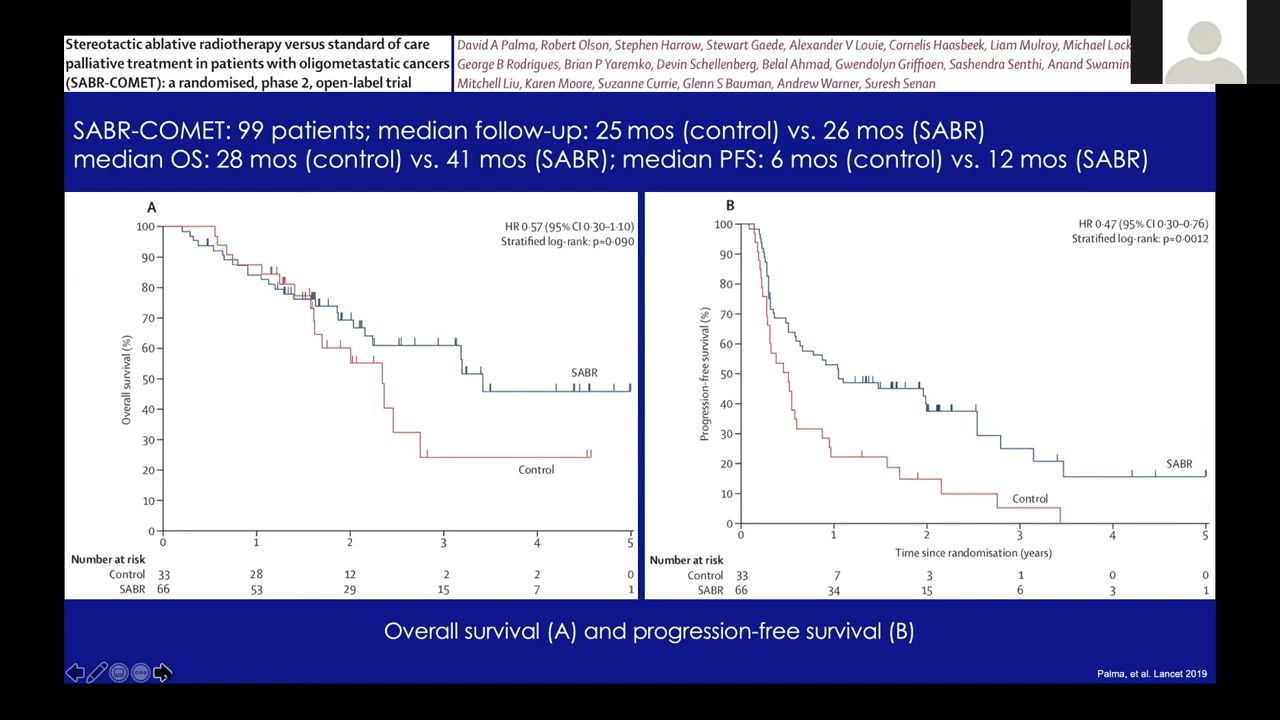 Stereotactic ablative radiotherapy versus standard of care
palliative treatment in patients with oligometastatic cancers
(SABR-COMET): a randomised, phase 2, open-label trial
David A Palma, Robert Olson, Stephen Harrow, Stewart Gaede, Alexander V Louie, Cornelis Haasbeek, Liam Mulroy, Michael Lock
George B Rodrigues, Brian P Yaremko, Devin Schellenberg, Belal Ahmad, Gwendolyn Griffioen, Sashendra Senthi, Anand
Mitchell Liu, Karen Moore, Suzanne Currie, Glenn S Bauman, Andrew Warner, Suresh Senan
SABR-COMET: 99 patients; median follow-up: 25 mos (control) vs. 26 mos (SABR)
median OS: 28 mos (control) vs. 41 mos (SABR); median PFS: 6 mos (control) vs. 12 mos (SABR)
A
HR 0·57 (95% CI 0·30–1·10)
Stratified log-rank: p=0·090
Overall survival (%)
100
90
80
70
60
50
40
30
20
10
0
SABR
Control
0 1 2 3 4 5
Number at risk
Control 33 28 12 2 2 0
SABR 66 53 29 15 7 1
B
HR 0·47 (95% CI 0·30–0·76)
Stratified log-rank: p=0·0012
Progression-free survival (%)
100
90
80
70
60
50
40
30
20
10
0
SABR
Control
0 1 2 3 4 5
Time since randomisation (years)
Number at risk
Control 33 7 3 1 0 0
SABR 66 34 15 6 3 1
Overall survival (A) and progression-free survival (B)
Palma, et al. Lancet 2019